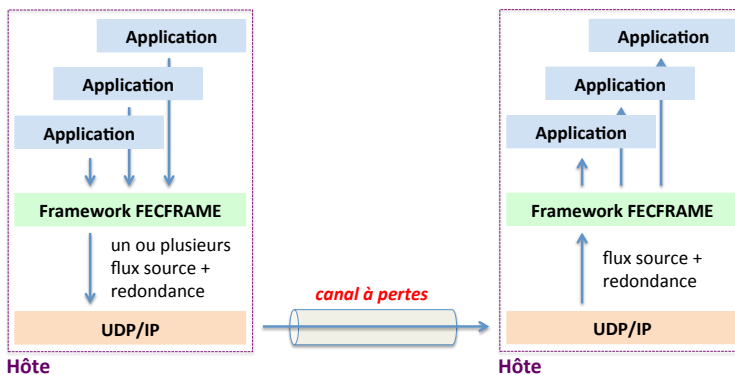 Application
Application
Application
Framework FECFRAME
un ou plusieurs
flux source +
redondance
UDP/IP
Hôte
canal à pertes
Application
Application
Application
Framework FECFRAME
flux source +
redondance
UDP/IP
Hôte